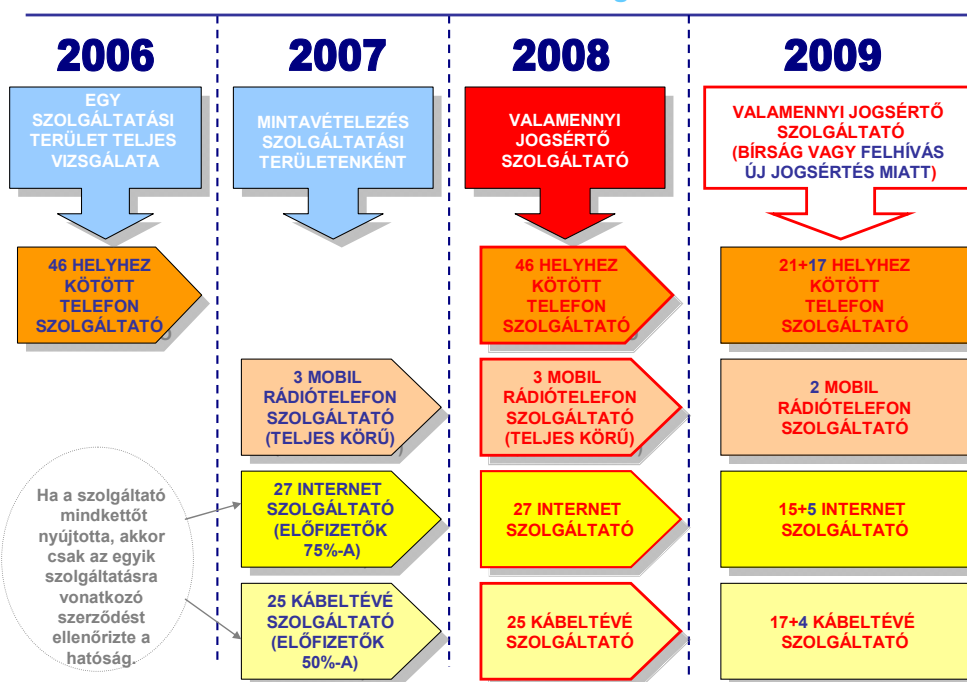 2006
2007
2008
2009
EGY
SZOLGÁLTATÁSI
TERÜLET TELJES
VIZSGÁLATA
MINTAVÉTELEZÉS
SZOLGÁLTATÁSI
TERÜLETENKÉNT
VALAMENNYI
JOGSÉRTŐ
SZOLGÁLTATÓ
VALAMENNYI JOGSÉRTŐ
SZOLGÁLTATÓ
(BÍRSÁG VAGY FELHÍVÁS
ÚJ JOGSÉRTÉS MIATT)
46 HELYHEZ
KÖTÖTT
TELEFON
SZOLGÁLTATÓ
46 HELYHEZ
KÖTÖTT
TELEFON
SZOLGÁLTATÓ
21+17 HELYHEZ
KÖTÖTT
TELEFON
SZOLGÁLTATÓ
3 MOBIL
RÁDIÓTELEFON
SZOLGÁLTATÓ
(TELJES KÖRŰ)
3 MOBIL
RÁDIÓTELEFON
SZOLGÁLTATÓ
(TELJES KÖRŰ)
2 MOBIL
RÁDIÓTELEFON
SZOLGÁLTATÓ
Ha a szolgáltató
mindkettőt
nyújtotta, akkor
csak az egyik
szolgáltatásra
vonatkozó
szerződést
ellenőrizte a
hatóság.
27 INTERNET
SZOLGÁLTATÓ
(ELŐFIZETŐK
75%-A)
27 INTERNET
SZOLGÁLTATÓ
15+5 INTERNET
SZOLGÁLTATÓ
25 KÁBELTÉVÉ
SZOLGÁLTATÓ
(ELŐFIZETŐK
50%-A)
25 KÁBELTÉVÉ
SZOLGÁLTATÓ
17+4 KÁBELTÉVÉ
SZOLGÁLTATÓ